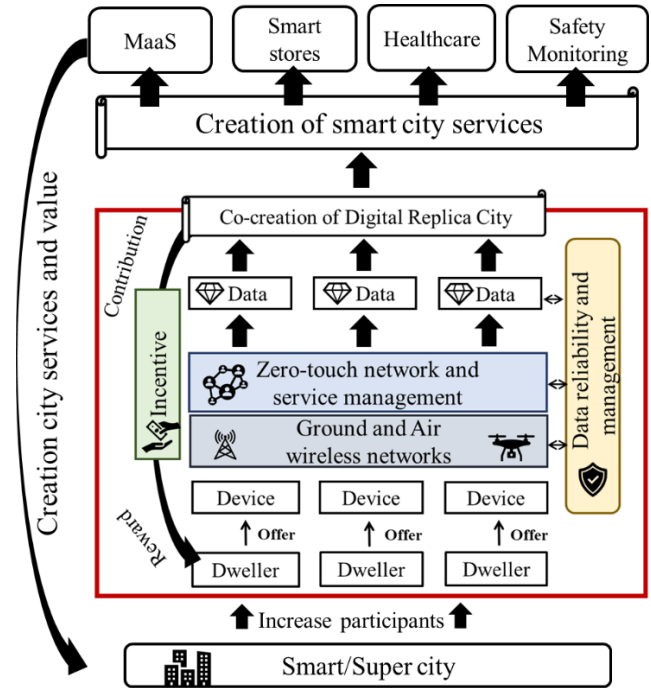 MaaS
Smart
stores
Healthcare
Safety
Monitoring
Creation of smart city services
Creation city services and value
Co-creation of Digital Replica City
Contribution
Data
Data
Data
Incentive
Data reliability and
management
Zero-touch network and
service management
Ground and Air
wireless networks
Device
Device
Device
Offer
Offer
Offer
Reward
Dweller
Dweller
Dweller
Increase participants
Smart/Super city